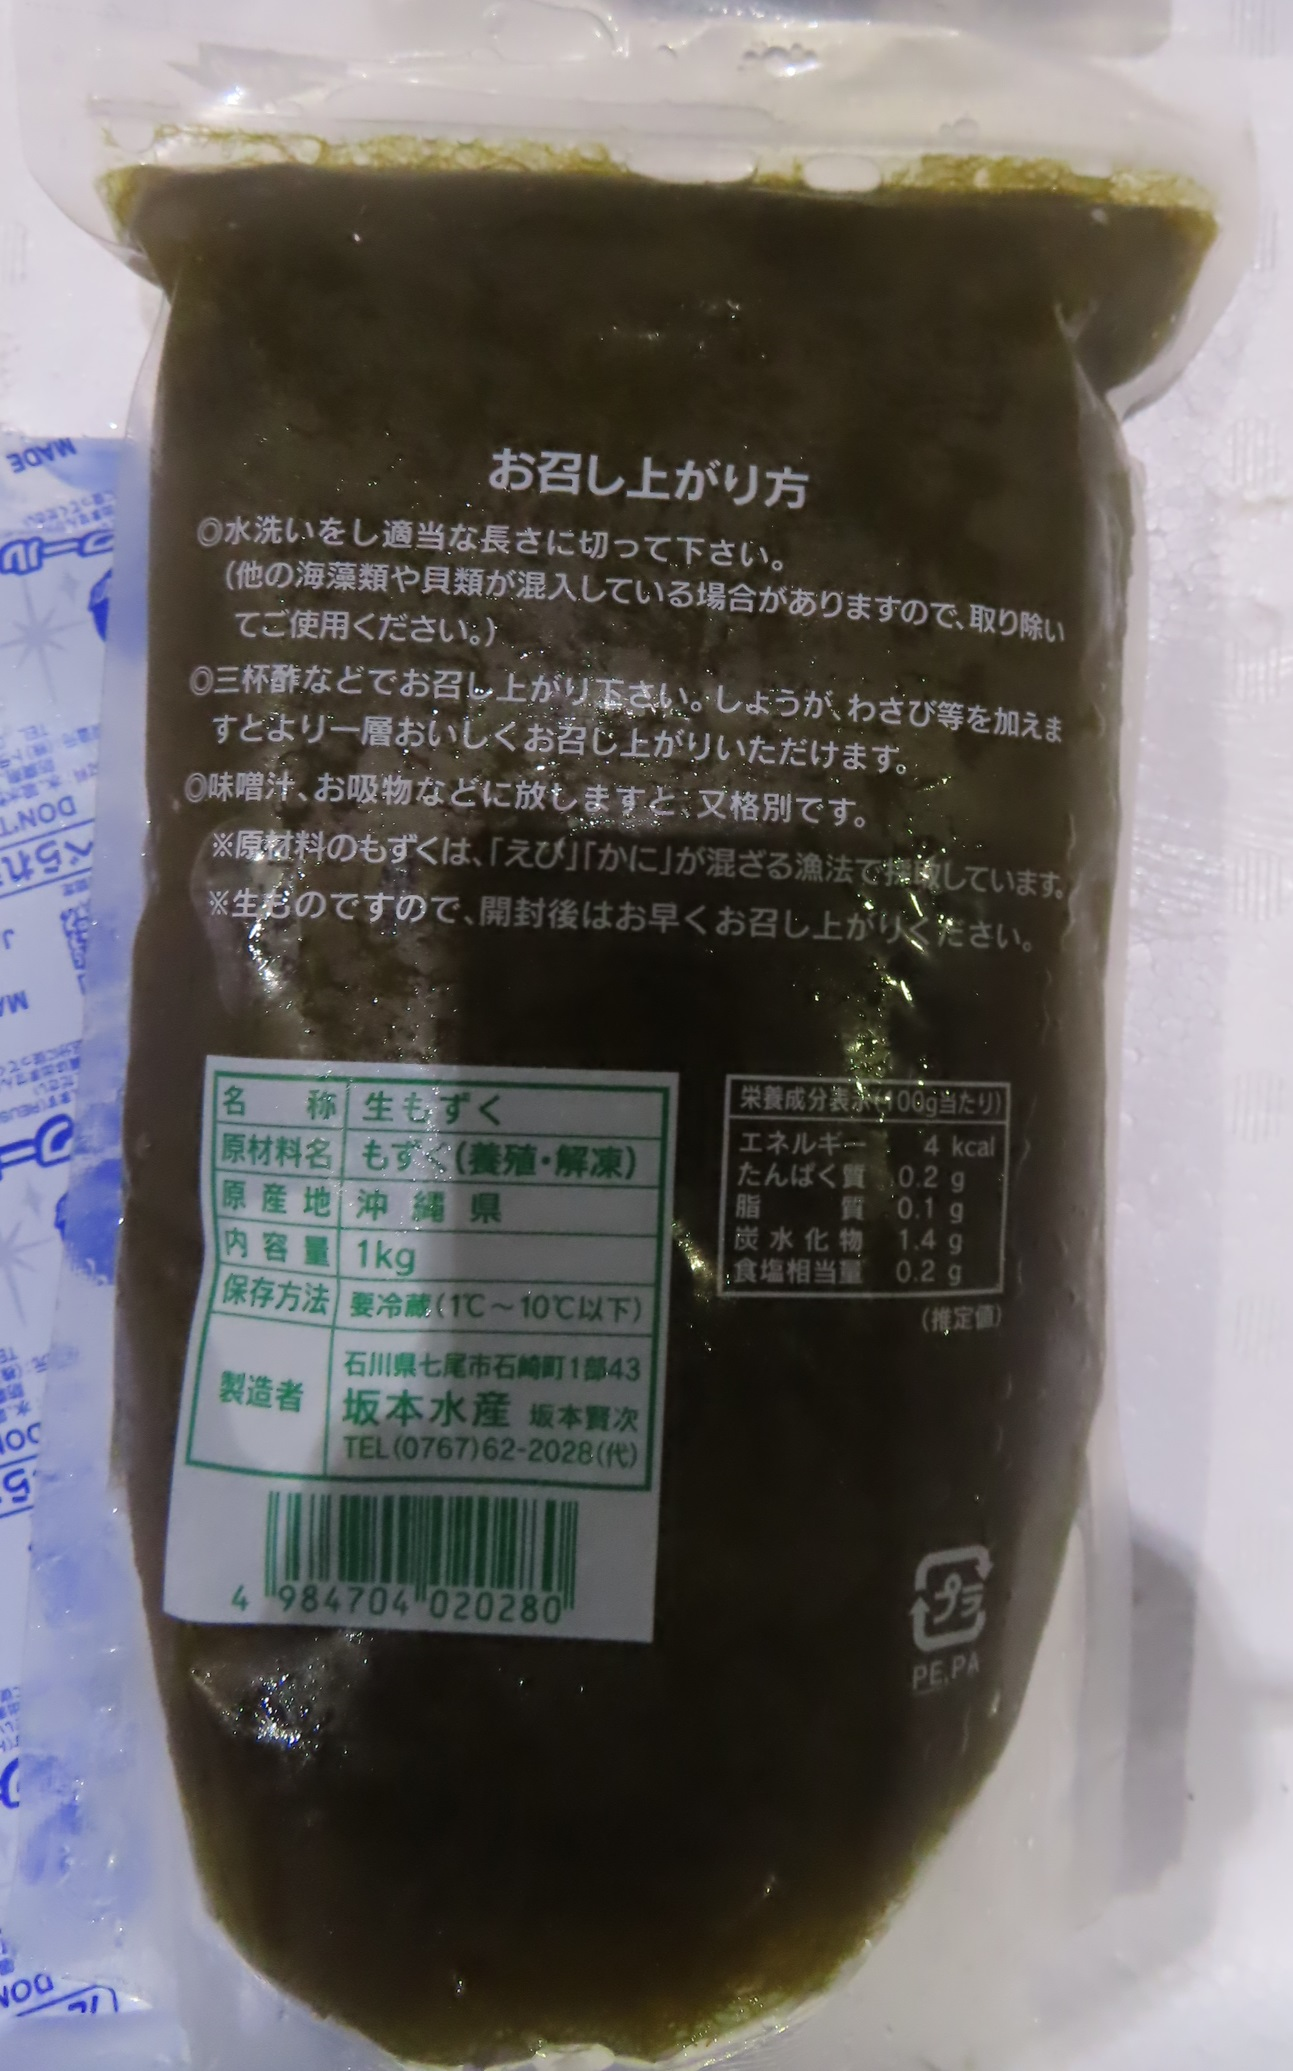 お召し上がり方
◎水洗いをし適当な長さに切って下さい。
(他の海藻類や貝類が混入している場合がありますので、取り除い
てご使用ください。)
◎三杯酢などでお召し上がり下さい。しょうが、わさび等を加えま
すとより一層おいしくお召し上がりいただけます。
◎味噌汁、お吸物などに放しますと、又格別です。
※原材料のもずくは、「えび」「かに」が混ざる漁法で採取しています。
※生ものですので、開封後はお早くお召し上がりください。
名 称 生もずく
原材料名 もずく(養殖・解凍)
原産地 沖縄県
内容量 1kg
保存方法 要冷蔵(1℃～10℃以下)
製造者
石川県七尾市石崎町1部43
坂本水産 坂本賢次
TEL(0767)62-2028(代)
4 984704 020280
栄養成分表示(100g当たり)
エネルギー 4 kcal
たんぱく質 0.2 g
脂 質 0.1 g
炭水化物 1.4 g
食塩相当量 0.2 g
(推定値)
プラ
PE,PA
MADE
DON'T